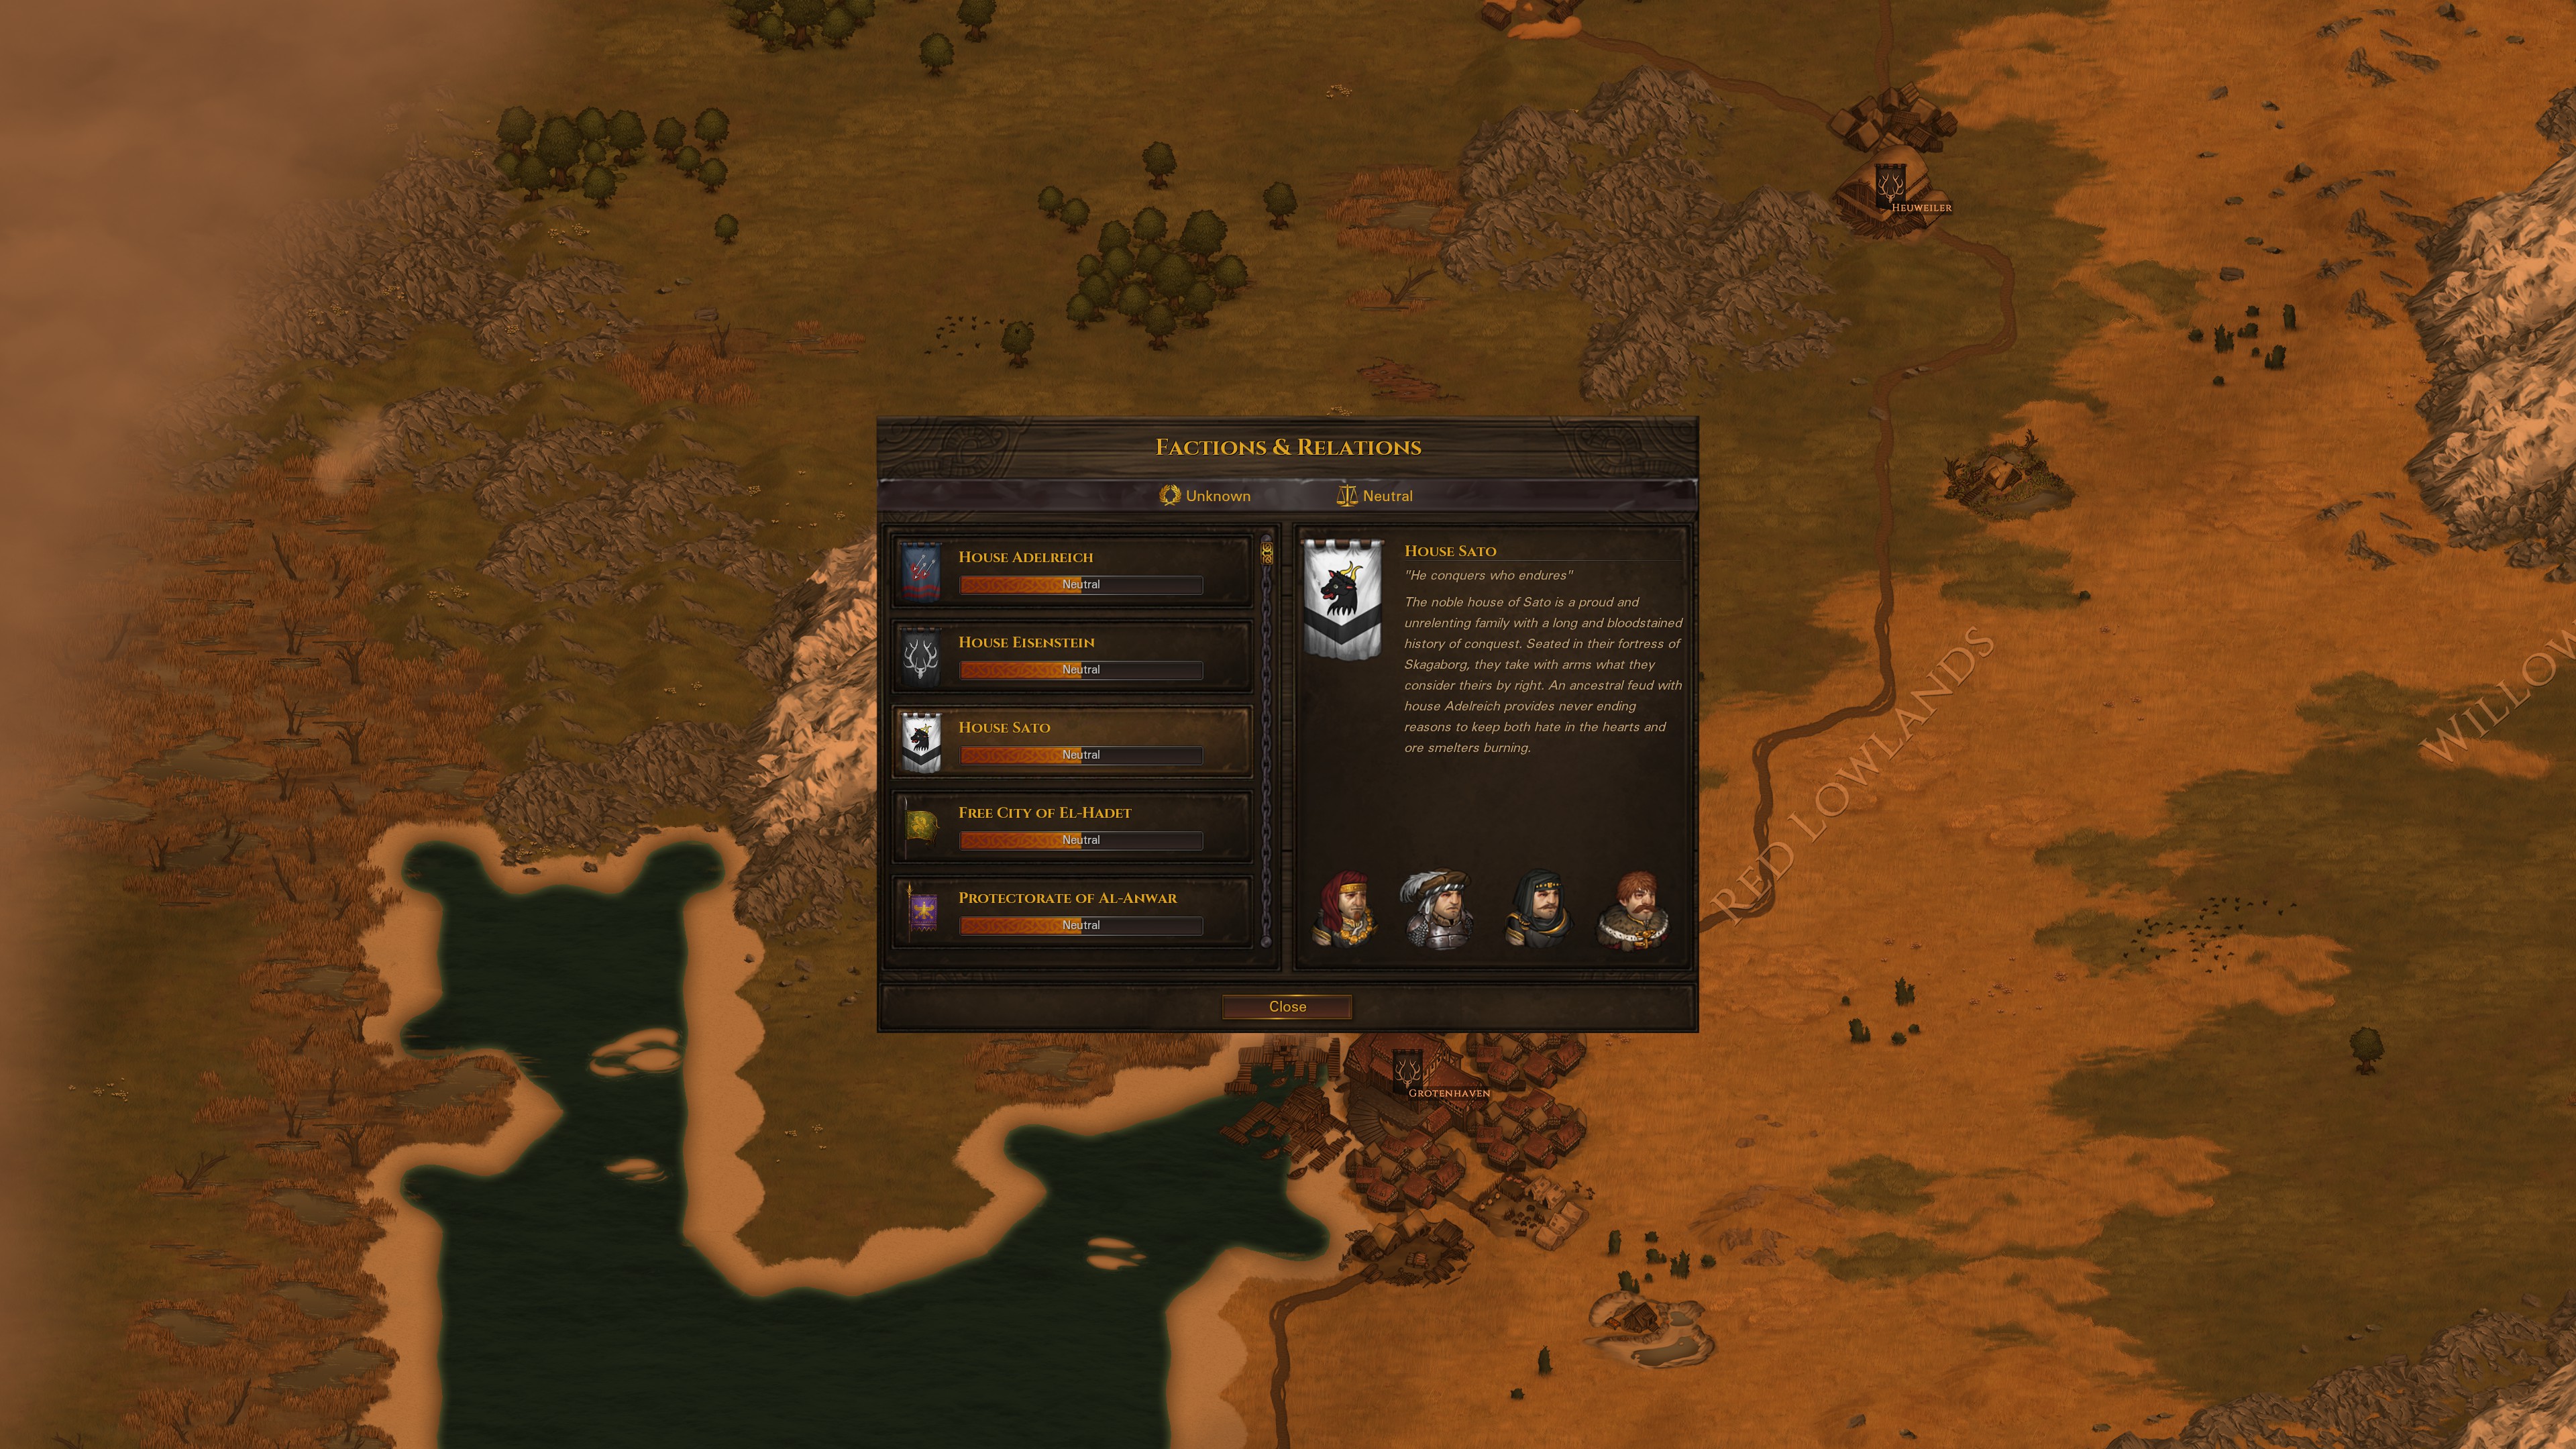 Heuweiler
Factions & Relations
Unknown
Neutral
House Adelreich
Neutral
House Eisenstein
Neutral
House Sato
Neutral
Free City of El-Hadet
Neutral
Protectorate of Al-Anwar
Neutral
House Sato
"He conquers who endures"
The noble house of Sato is a proud and
unrelenting family with a long and bloodstained
history of conquest. Seated in their fortress of
Skagaborg, they take with arms what they
consider theirs by right. An ancestral feud with
house Adelreich provides never ending
reasons to keep both hate in the hearts and
ore smelters burning.
Close
Red Lowlands
Grotenhaven